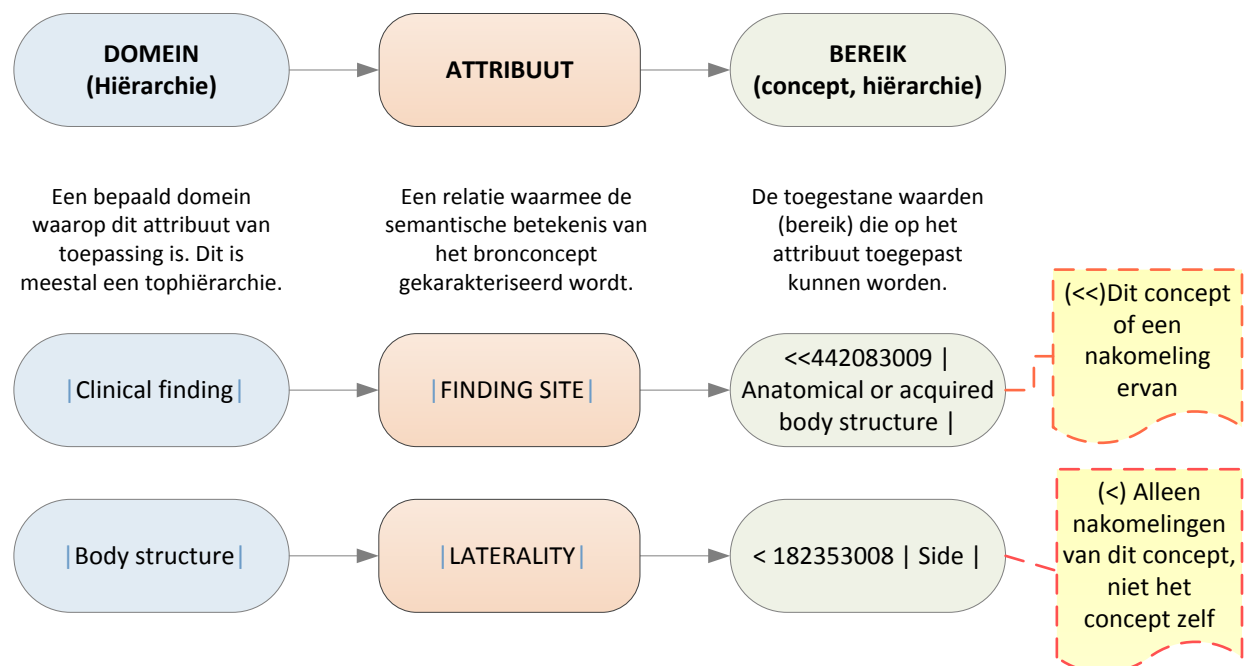 DOMEIN
(Hiërarchie)
ATTRIBUUT
BEREIK
(concept, hiërarchie)
Een bepaald domein
waarop dit attribuut van
toepassing is. Dit is
meestal een tophiërarchie.
Een relatie waarmee de
semantische betekenis van
het bronconcept
gekarakteriseerd wordt.
De toegestane waarden
(bereik) die op het
attribuut toegepast
kunnen worden.
|Clinical finding|
|FINDING SITE|
<<442083009 |
Anatomical or acquired
body structure |
(<<)Dit concept
of een
nakomeling
ervan
|Body structure|
|LATERALITY|
< 182353008 | Side |
(<) Alleen
nakomelingen
van dit concept,
niet het
concept zelf